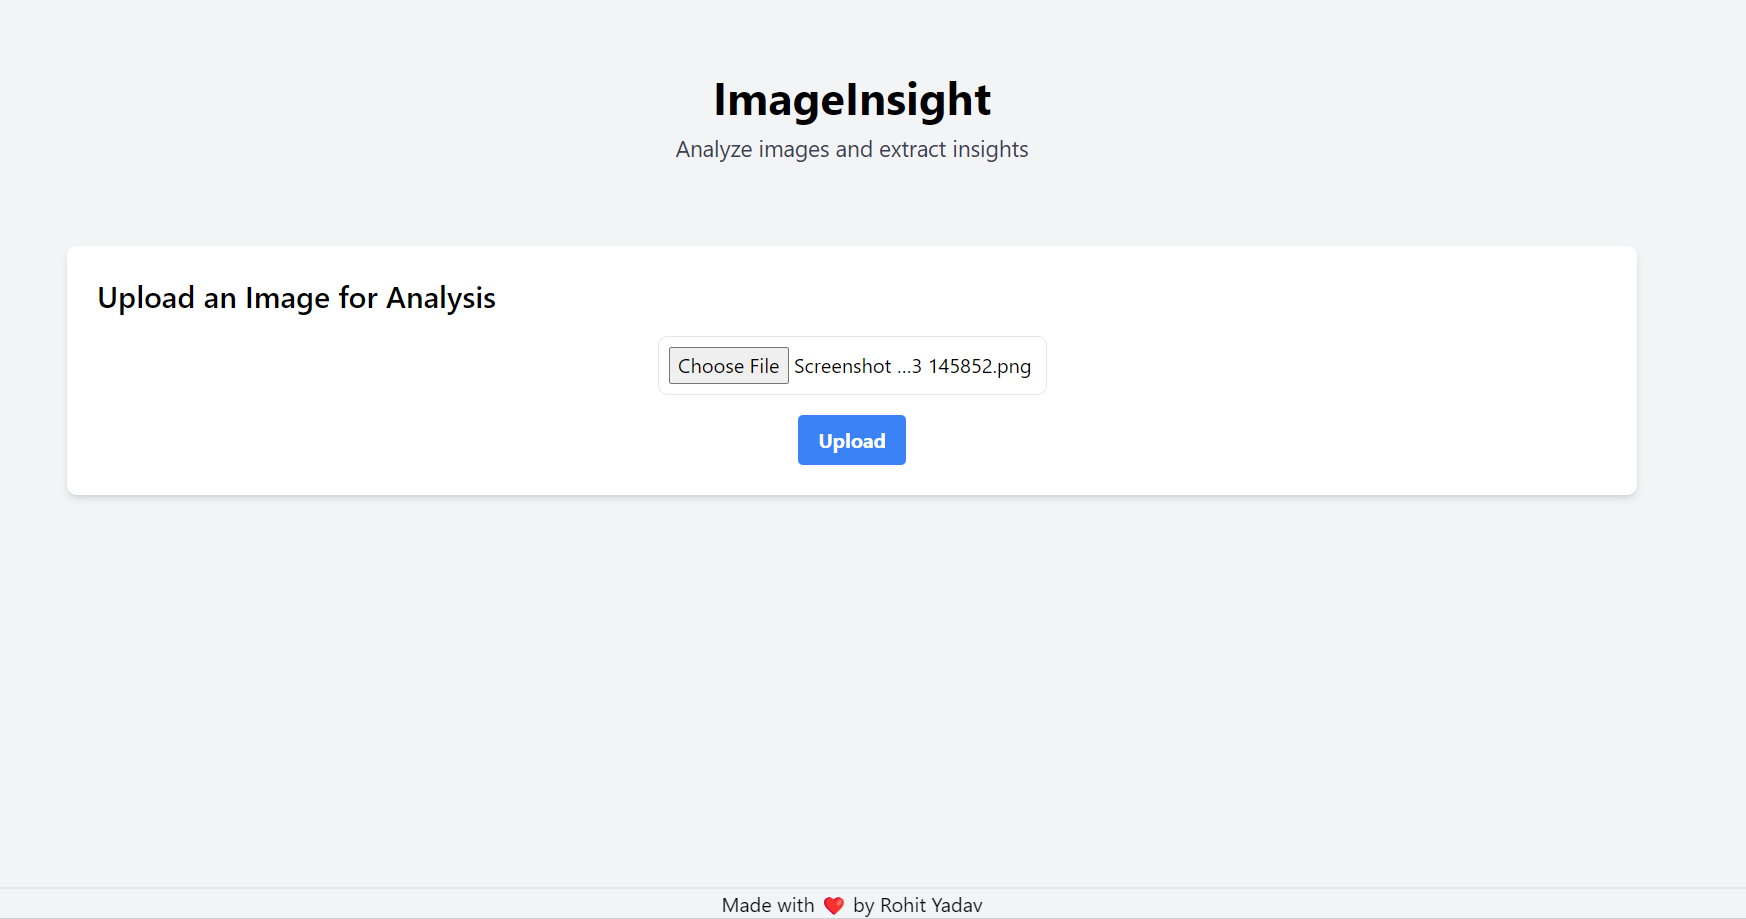 ImageInsight
Analyze images and extract insights
Upload an Image for Analysis
Choose File Screenshot ...3 145852.png
Upload
Made with ❤️ by Rohit Yadav